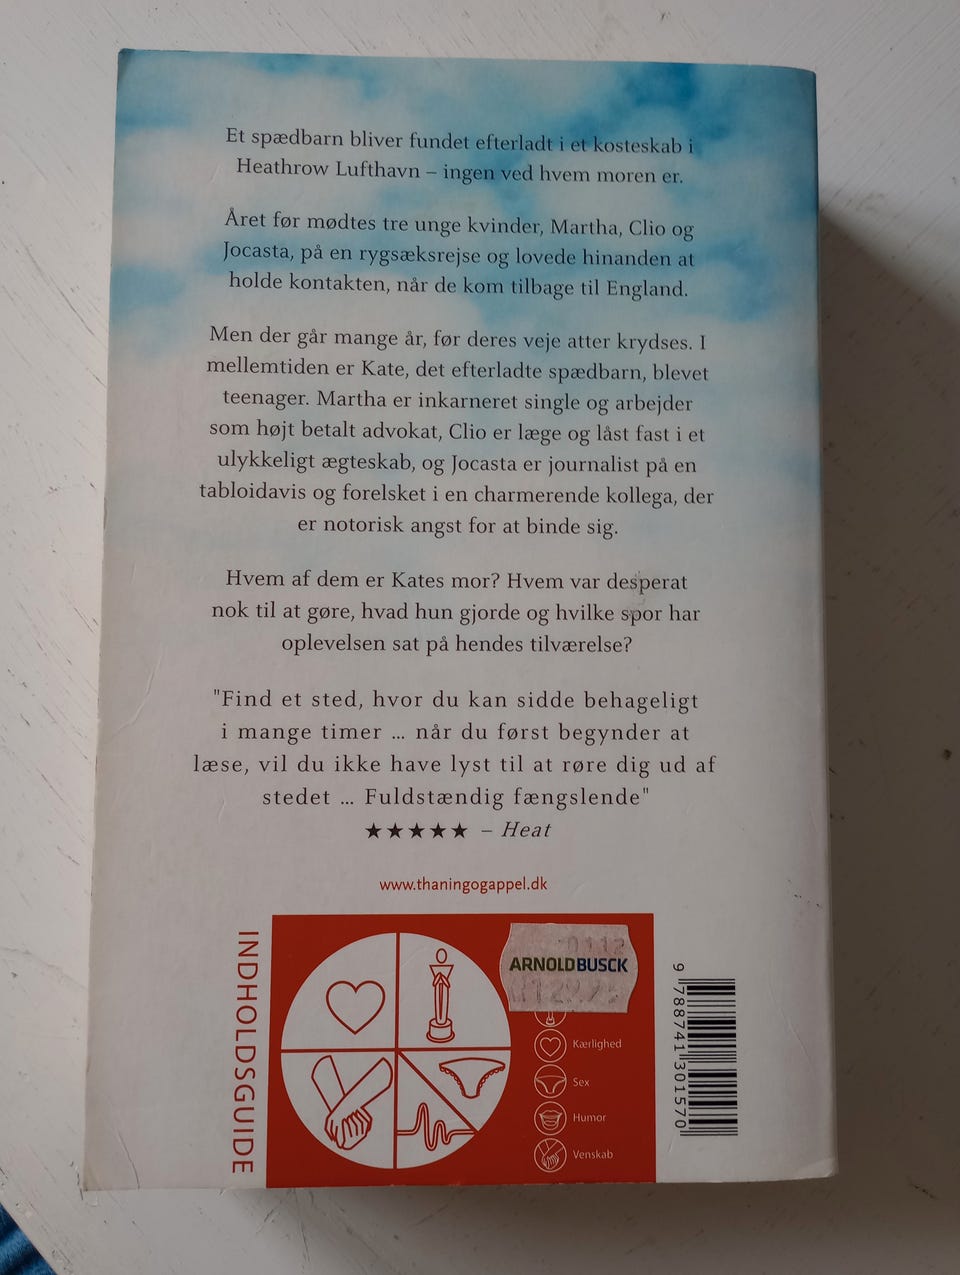 Et spædbarn bliver fundet efterladt i et kosteskab i
Heathrow Lufthavn – ingen ved hvem moren er.
Året før mødtes tre unge kvinder, Martha, Clio og
Jocasta, på en rygsæksrejse og lovede hinanden at
holde kontakten, når de kom tilbage til England.
Men der går mange år, før deres veje atter krydses. I
mellemtiden er Kate, det efterladte spædbarn, blevet
teenager. Martha er inkarneret single og arbejder
som højt betalt advokat, Clio er læge og låst fast i et
ulykkeligt ægteskab, og Jocasta er journalist på en
tabloidavis og forelsket i en charmerende kollega, der
er notorisk angst for at binde sig.
Hvem af dem er Kates mor? Hvem var desperat
nok til at gøre, hvad hun gjorde og hvilke spor har
oplevelsen sat på hendes tilværelse?
"Find et sted, hvor du kan sidde behageligt
i mange timer ... når du først begynder at
læse, vil du ikke have lyst til at røre dig ud af
stedet ... Fuldstændig fængslende"
★★★★★ – Heat
www.thaningogappel.dk
INDHOLDSGUIDE
ARNOLD BUSCK
Kærlighed
Sex
Humor
Venskab
9 788741 301570